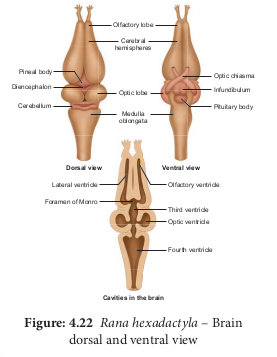 Olfactory lobe
Cerebral
hemispheres
Pineal body
Diencephalon
Cerebellum
Optic lobe
Medulla
oblongata
Optic chiasma
Infundibulum
Pituitary body
Dorsal view
Ventral view
Lateral ventricle
Foramen of Monro
Olfactory ventricle
Third ventricle
Optic ventricle
Fourth ventricle
Cavities in the brain
Figure: 4.22 Rana hexadactyla – Brain
dorsal and ventral view